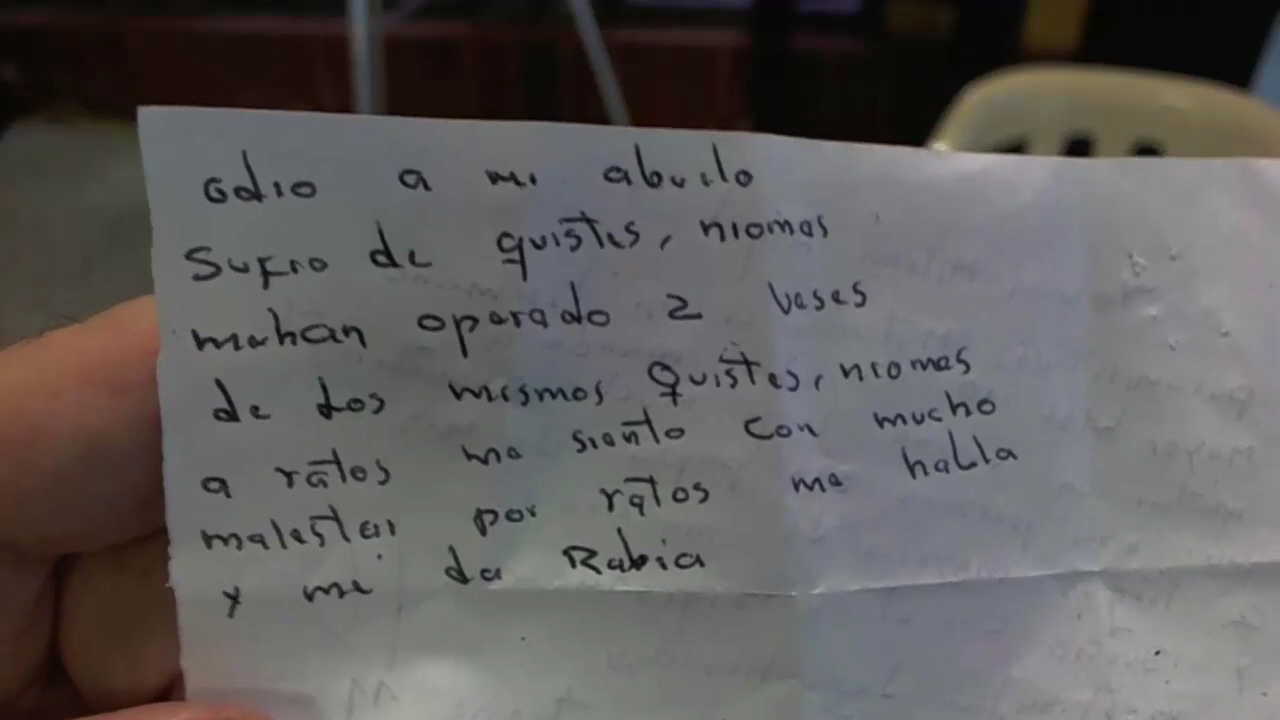 odio a mi abuelo
Sufro de quistes, niomas
mehan operado 2 veses
de Los mismos Quistes, niomas
a ratos me siento con mucho
malestar por ratos me halla
y me da Rabia